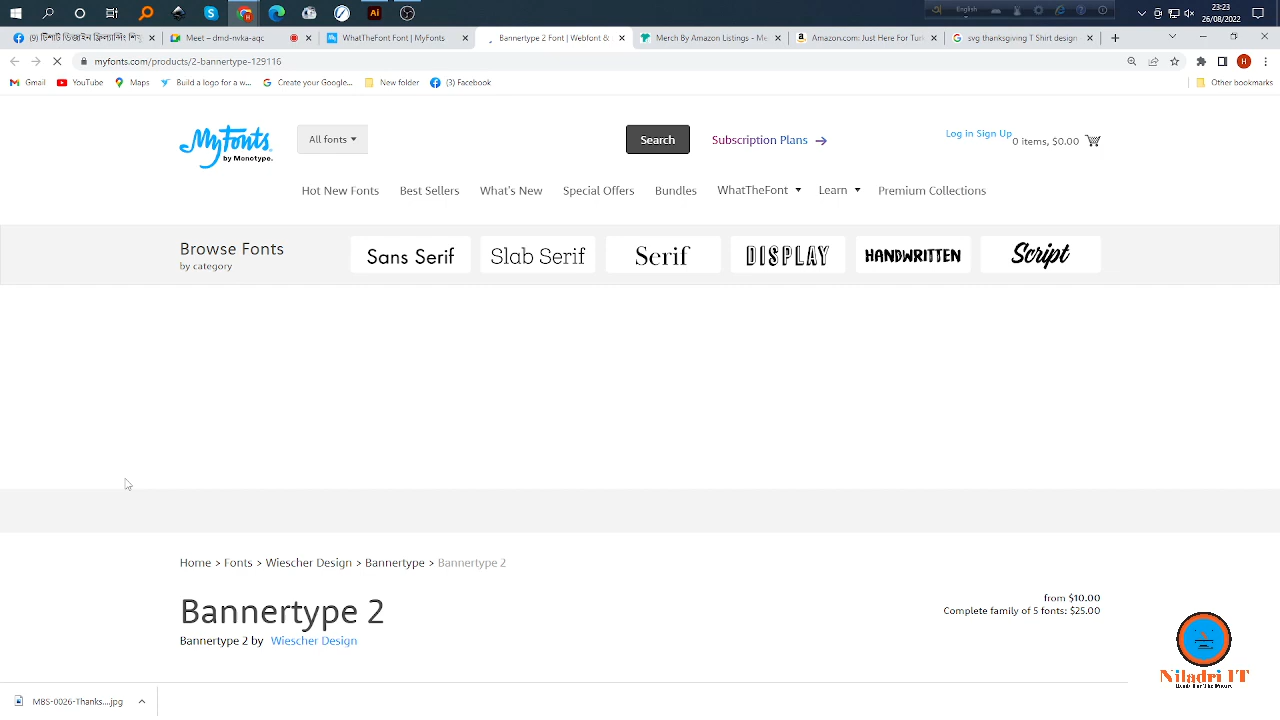 English
23:23
26/08/2022
Meet – dmd-nvka-aqc
WhatTheFont Font | MyFonts
Bannertype 2 Font | Webfont &
Merch By Amazon Listings - Me
Amazon.com: Just Here For Tur
svg thanksgiving T Shirt design
myfonts.com/products/2-bannertype-129116
Gmail
YouTube
Maps
Build a logo for a w...
Create your Google...
New folder
(3) Facebook
Other bookmarks
MyFonts
by Monotype.
All fonts
Search
Subscription Plans
Log in Sign Up
0 items, $0.00
Hot New Fonts
Best Sellers
What's New
Special Offers
Bundles
WhatTheFont
Learn
Premium Collections
Browse Fonts
by category
Sans Serif
Slab Serif
Serif
DISPLAY
HANDWRITTEN
Script
Home > Fonts > Wiescher Design > Bannertype > Bannertype 2
Bannertype 2
from $10.00
Complete family of 5 fonts: $25.00
Bannertype 2 by Wiescher Design
Niladri IT
MBS-0026-Thanks....jpg